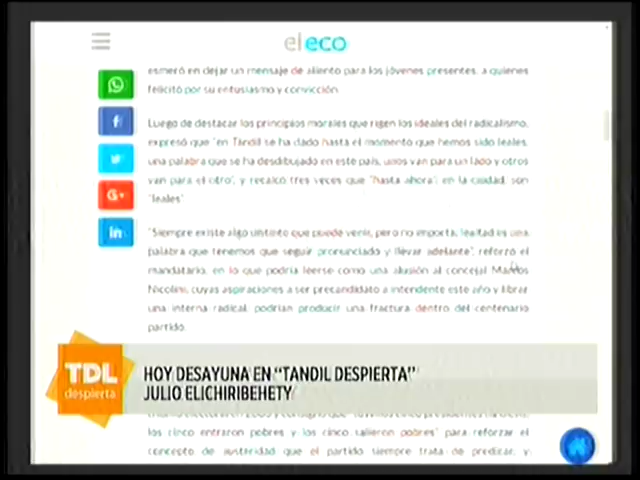 el eco
esmeró en dejar un mensaje de aliento para los jóvenes presentes, a quienes
felicitó por su entusiasmo y convicción.
Luego de destacar los principios morales que rigen los ideales del radicalismo,
expresó que "en Tandil se ha dado hasta el momento que hemos sido leales,
una palabra que se ha desdibujado en este país, unos van para un lado y otros
van para el otro", y recalcó tres veces que "hasta ahora", en la ciudad, son
"leales"
"Siempre existe algo distinto que puede venir, pero no importa, lealtad es una
palabra que tenemos que seguir pronunciado y llevar adelante", reforzó el
mandatario, en lo que podría leerse como una alusión al concejal Marcos
Nicolini, cuyas aspiraciones a ser precandidato a intendente este año y librar
una interna radical, podrían producir una fractura dentro del centenario
partido.
TDL
despierta
HOY DESAYUNA EN "TANDIL DESPIERTA"
JULIO ELICHIRIBEHETY
los cinco entraron pobres y los cinco salieron pobres" para reforzar el
concepto de austeridad que el partido siempre trata de predicar, y